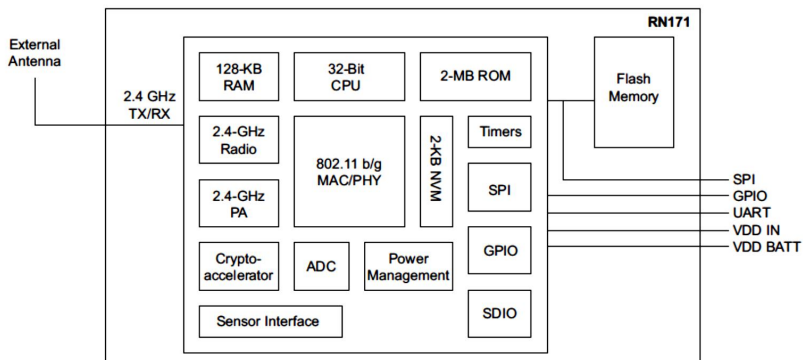 RN171
External
Antenna
2.4 GHz
TX/RX
128-KB
RAM
32-Bit
CPU
2-MB ROM
Flash
Memory
2.4-GHz
Radio
802.11 b/g
MAC/PHY
2-KB NVM
Timers
2.4-GHz
PA
SPI
Crypto-
accelerator
ADC
Power
Management
GPIO
Sensor Interface
SDIO
SPI
GPIO
UART
VDD IN
VDD BATT